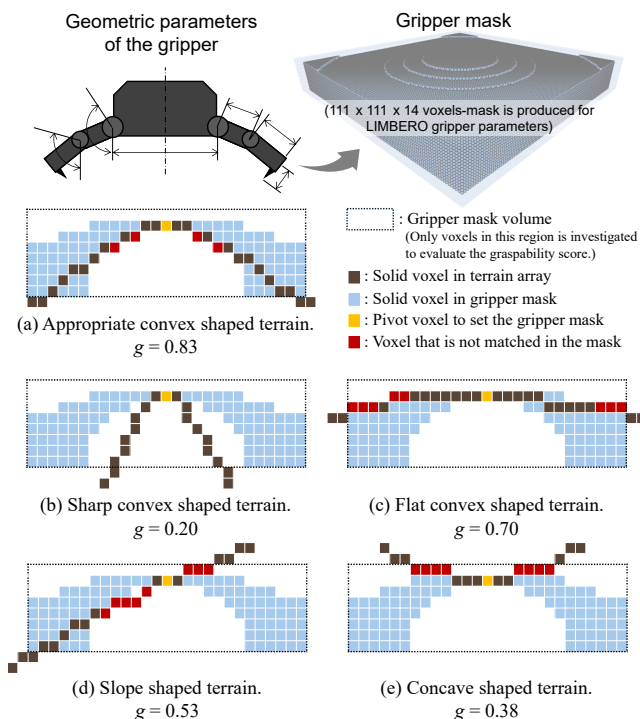 Geometric parameters
of the gripper
Gripper mask
(111 x 111 x 14 voxels-mask is produced for
LIMBERO gripper parameters)
: Gripper mask volume
(Only voxels in this region is investigated
to evaluate the graspability score.)
: Solid voxel in terrain array
: Solid voxel in gripper mask
: Pivot voxel to set the gripper mask
: Voxel that is not matched in the mask
(a) Appropriate convex shaped terrain.
g = 0.83
(b) Sharp convex shaped terrain.
g = 0.20
(c) Flat convex shaped terrain.
g = 0.70
(d) Slope shaped terrain.
g = 0.53
(e) Concave shaped terrain.
g = 0.38